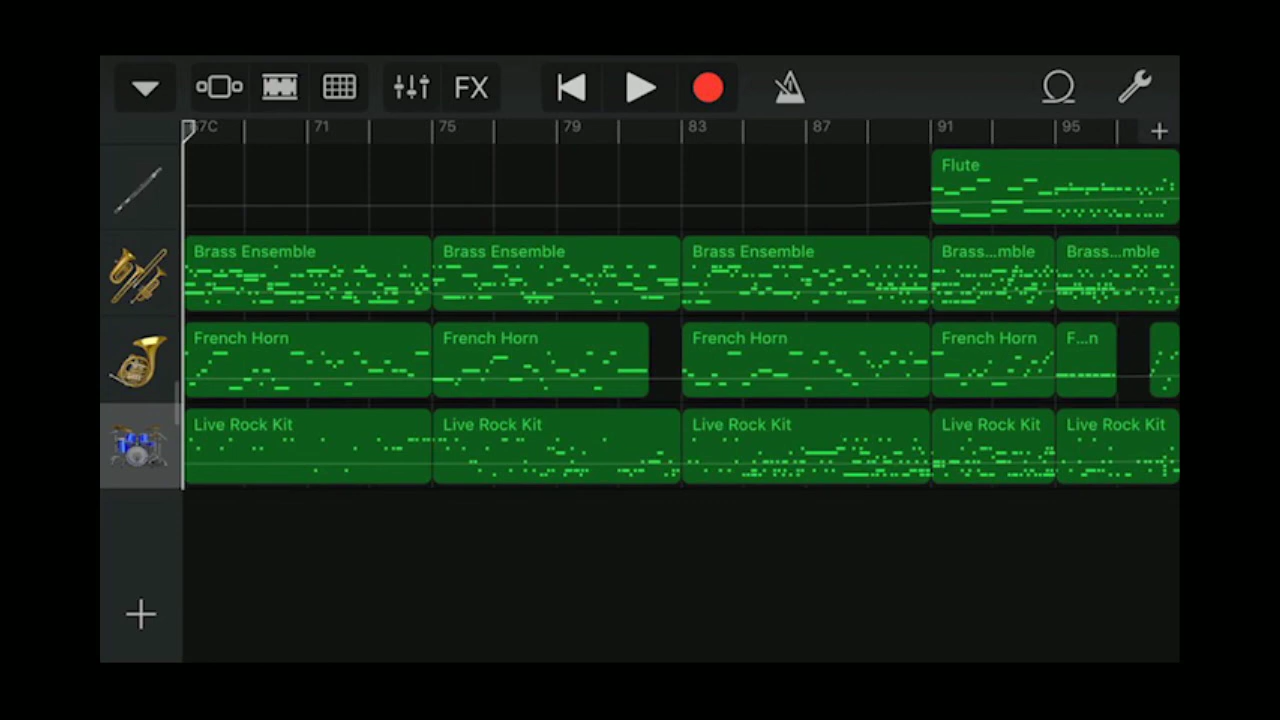 FX
67C 71 75 79 83 87 91 95 +
Flute
Brass Ensemble Brass Ensemble Brass Ensemble Brass...mble Brass...mble
French Horn French Horn French Horn French Horn F...n
Live Rock Kit Live Rock Kit Live Rock Kit Live Rock Kit Live Rock Kit
+